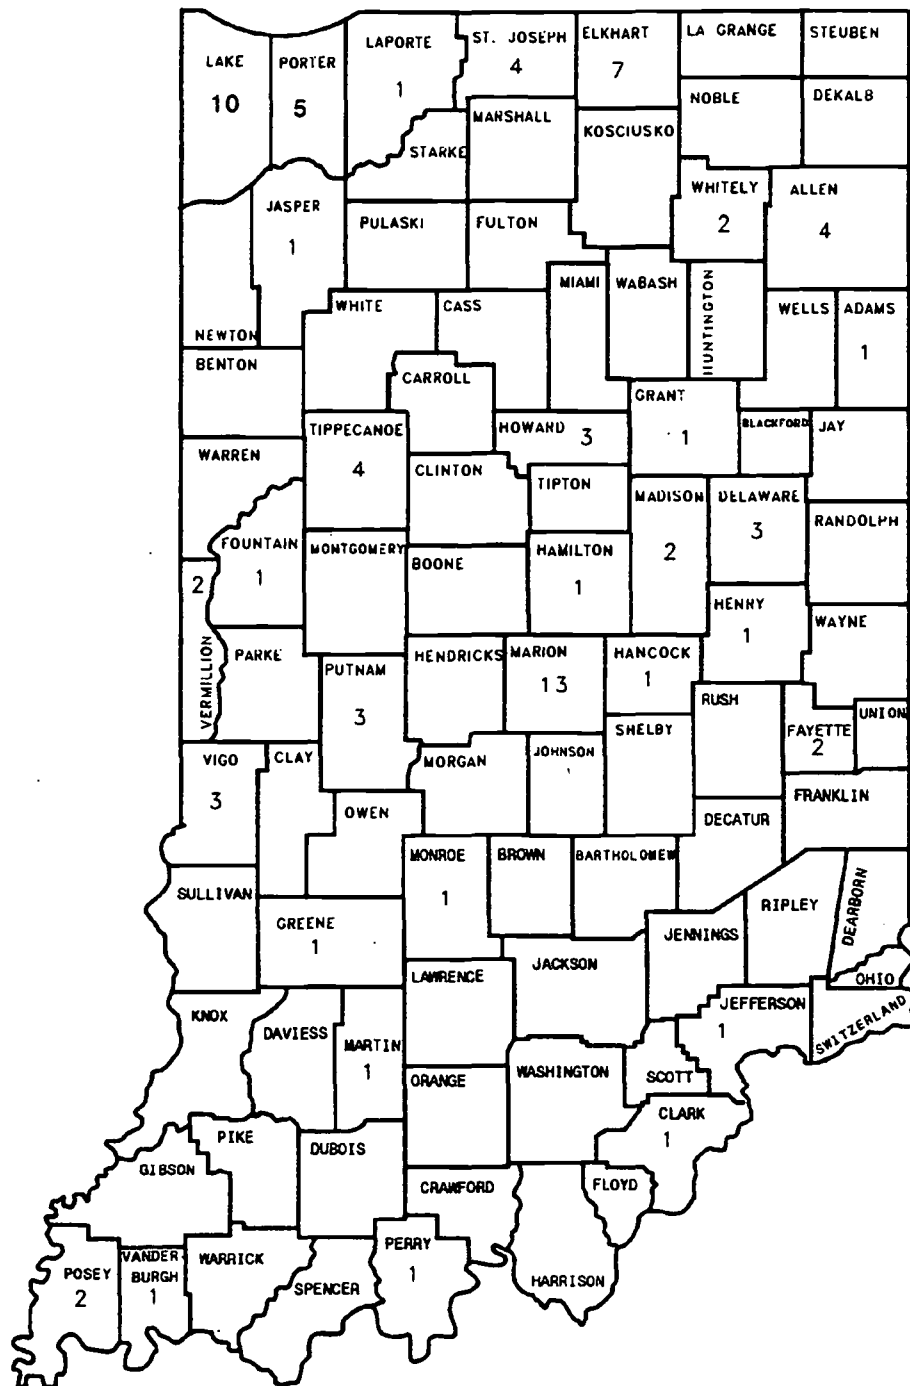 LAKE
10
PORTER
5
LAPORTE
1
ST. JOSEPH
4
ELKHART
7
LA GRANGE
STEUBEN
NOBLE
DEKALB
MARSHALL
KOSCIUSKO
STARKE
WHITELY
2
ALLEN
4
JASPER
1
PULASKI
FULTON
NEWTON
WHITE
CASS
MIAMI
WABASH
HUNTINGTON
WELLS
ADAMS
1
BENTON
CARROLL
GRANT
1
BLACKFORD
JAY
WARREN
TIPPECANOE
4
HOWARD
3
CLINTON
TIPTON
MADISON
2
DELAWARE
3
RANDOLPH
FOUNTAIN
1
MONTGOMERY
BOONE
HAMILTON
1
HENRY
1
WAYNE
2
VERMILLION
PARKE
PUTNAM
3
HENDRICKS
MARION
13
HANCOCK
1
RUSH
FAYETTE
2
UNION
VIGO
3
CLAY
MORGAN
JOHNSON
SHELBY
FRANKLIN
OWEN
DECATUR
SULLIVAN
MONROE
1
BROWN
BARTHOLOMEW
RIPLEY
DEARBORN
GREENE
1
JENNINGS
LAWRENCE
JACKSON
OHIO
KNOX
DAVIESS
MARTIN
1
JEFFERSON
1
SWITZERLAND
ORANGE
WASHINGTON
SCOTT
CLARK
1
PIKE
DUBOIS
GIBSON
CRAWFORD
FLOYD
POSEY
2
VANDER
BURGH
1
WARRICK
SPENCER
PERRY
1
HARRISON